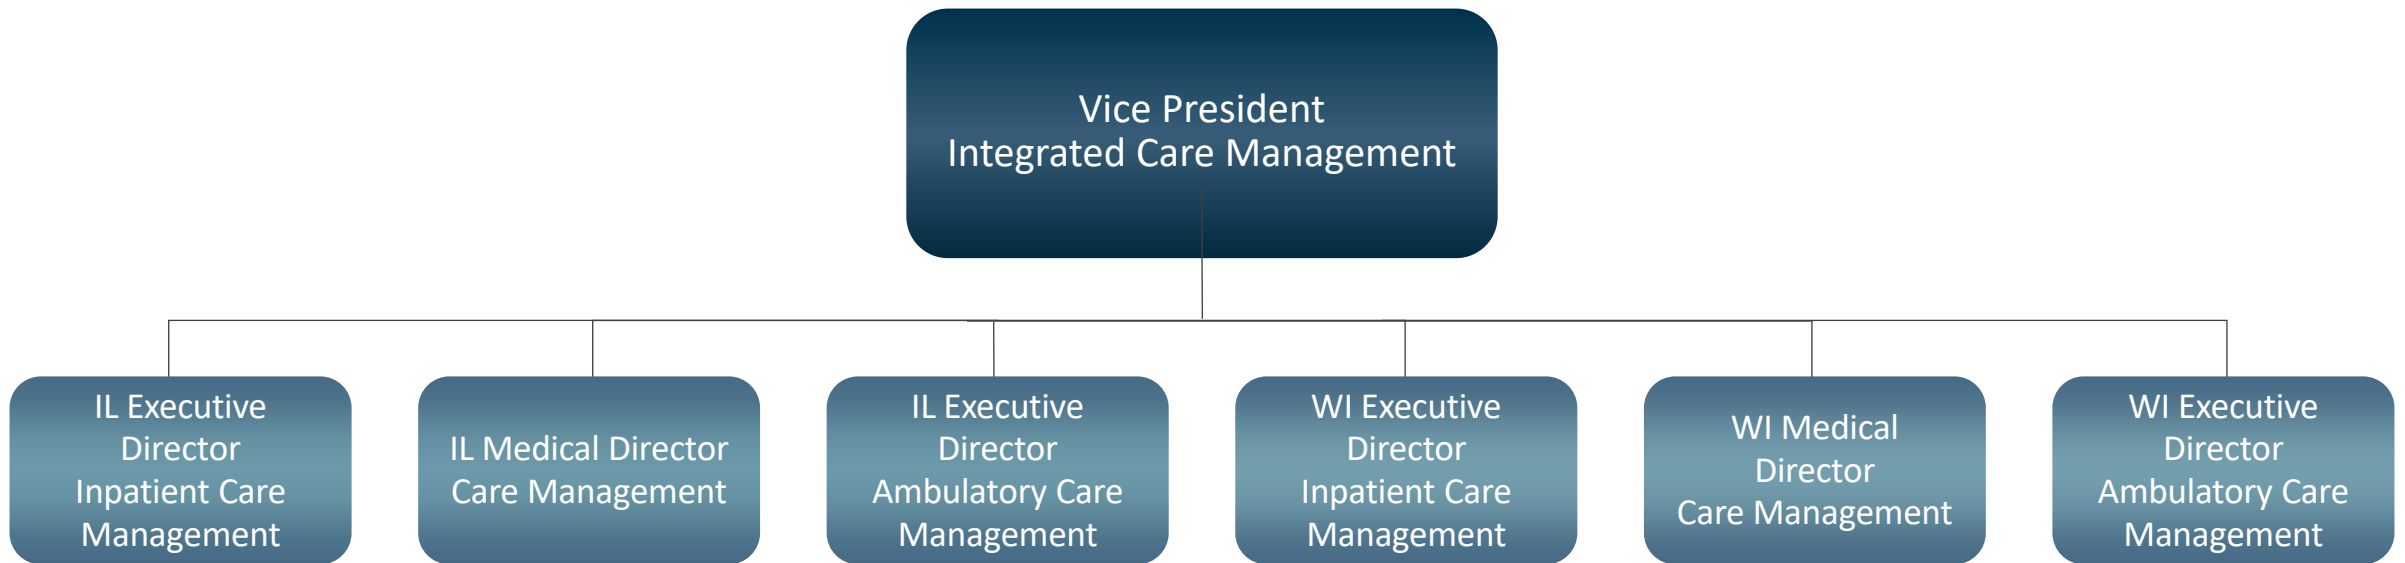 Vice President
Integrated Care Management
IL Executive
Director
Inpatient Care
Management
IL Medical Director
Care Management
IL Executive
Director
Ambulatory Care
Management
WI Executive
Director
Inpatient Care
Management
WI Medical
Director
Care Management
WI Executive
Director
Ambulatory Care
Management